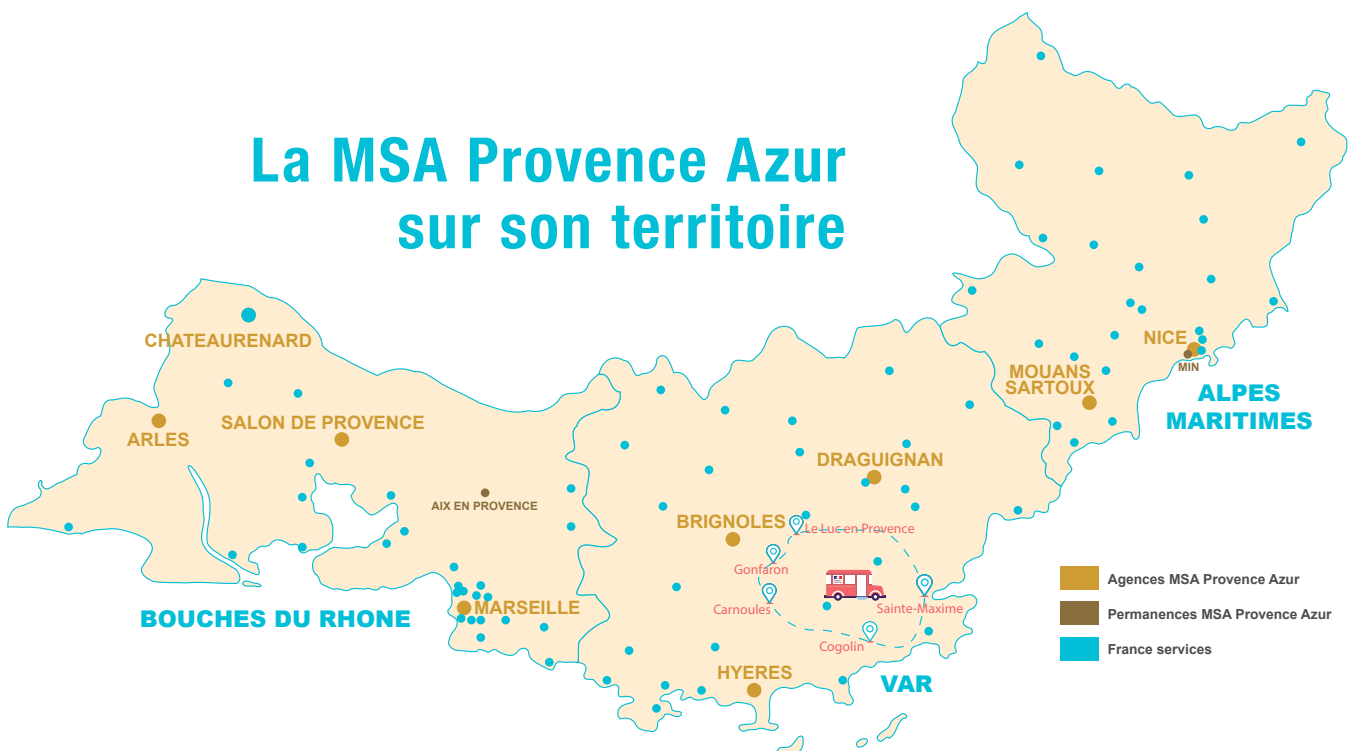 La MSA Provence Azur
sur son territoire
CHATEAURENARD
ARLES
SALON DE PROVENCE
AIX EN PROVENCE
MARSEILLE
BOUCHES DU RHONE
BRIGNOLES
DRAGUIGNAN
Le Luc-en-Provence
Gonfaron
Carnoules
Sainte-Maxime
Cogolin
HYERES
VAR
NICE
MIN
MOUANS
SARTOUX
ALPES
MARITIMES
Agences MSA Provence Azur
Permanences MSA Provence Azur
France services